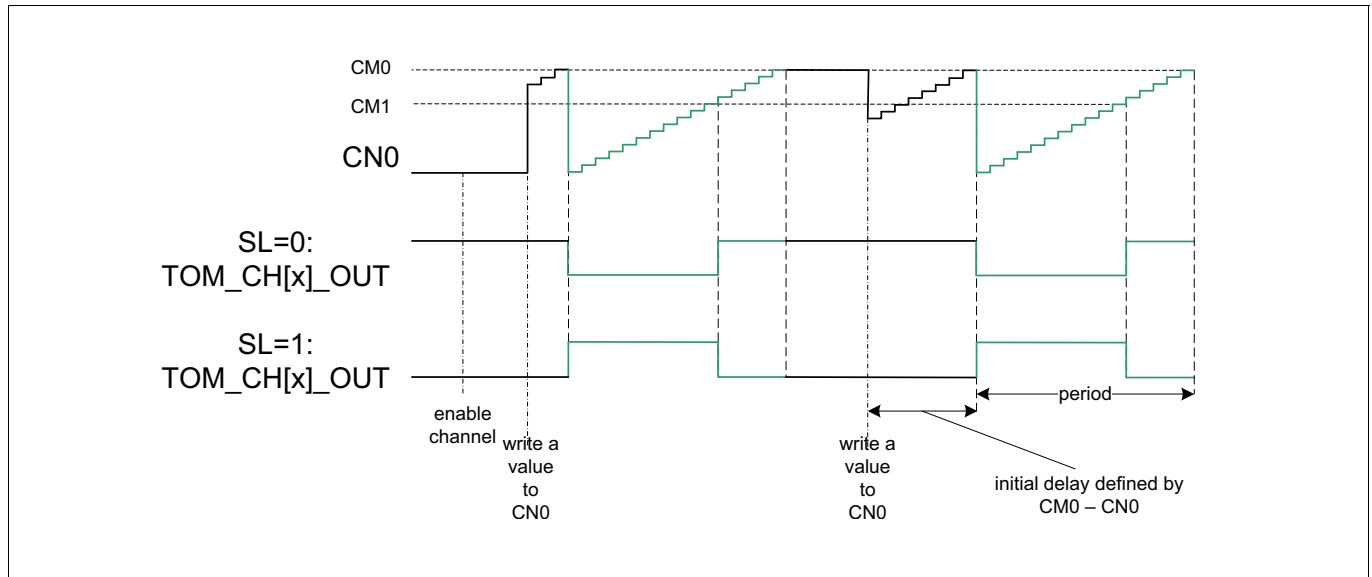 CM0
CM1
CN0
SL=0:
TOM_CH[x]_OUT
SL=1:
TOM_CH[x]_OUT
enable
channel
write a
value
to
CN0
write a
value
to
CN0
period
initial delay defined by
CM0 – CN0